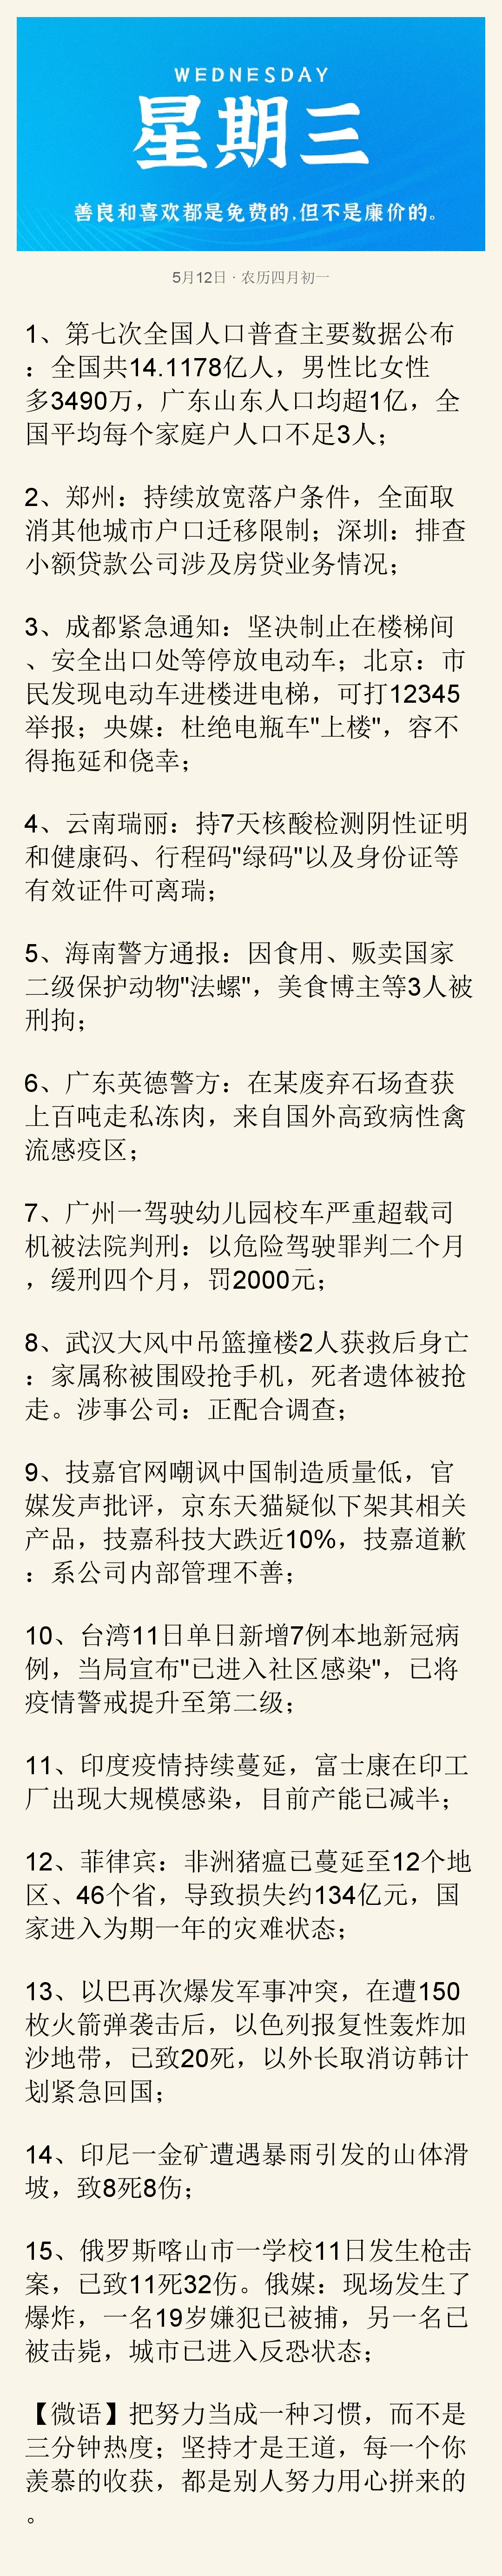 WEDNESDAY
星期三
善良和喜欢都是免费的,但不是廉价的。
5月12日 · 农历四月初一
1、第七次全国人口普查主要数据公布
：全国共14.1178亿人，男性比女性
多3490万，广东山东人口均超1亿，全
国平均每个家庭户人口不足3人；
2、郑州：持续放宽落户条件，全面取
消其他城市户口迁移限制；深圳：排查
小额贷款公司涉及房贷业务情况；
3、成都紧急通知：坚决制止在楼梯间
、安全出口处等停放电动车；北京：市
民发现电动车进楼进电梯，可打12345
举报；央媒：杜绝电瓶车"上楼"，容不
得拖延和侥幸；
4、云南瑞丽：持7天核酸检测阴性证明
和健康码、行程码"绿码"以及身份证等
有效证件可离瑞；
5、海南警方通报：因食用、贩卖国家
二级保护动物"法螺"，美食博主等3人被
刑拘；
6、广东英德警方：在某废弃石场查获
上百吨走私冻肉，来自国外高致病性禽
流感疫区；
7、广州一驾驶幼儿园校车严重超载司
机被法院判刑：以危险驾驶罪判二个月
，缓刑四个月，罚2000元；
8、武汉大风中吊篮撞楼2人获救后身亡
：家属称被围殴抢手机，死者遗体被抢
走。涉事公司：正配合调查；
9、技嘉官网嘲讽中国制造质量低，官
媒发声批评，京东天猫疑似下架其相关
产品，技嘉科技大跌近10%，技嘉道歉
：系公司内部管理不善；
10、台湾11日单日新增7例本地新冠病
例，当局宣布"已进入社区感染"，已将
疫情警戒提升至第二级；
11、印度疫情持续蔓延，富士康在印工
厂出现大规模感染，目前产能已减半；
12、菲律宾：非洲猪瘟已蔓延至12个地
区、46个省，导致损失约134亿元，国
家进入为期一年的灾难状态；
13、以巴再次爆发军事冲突，在遭150
枚火箭弹袭击后，以色列报复性轰炸加
沙地带，已致20死，以外长取消访韩计
划紧急回国；
14、印尼一金矿遭遇暴雨引发的山体滑
坡，致8死8伤；
15、俄罗斯喀山市一学校11日发生枪击
案，已致11死32伤。俄媒：现场发生了
爆炸，一名19岁嫌犯已被捕，另一名已
被击毙，城市已进入反恐状态；
【微语】把努力当成一种习惯，而不是
三分钟热度；坚持才是王道，每一个你
羡慕的收获，都是别人努力用心拼来的
。